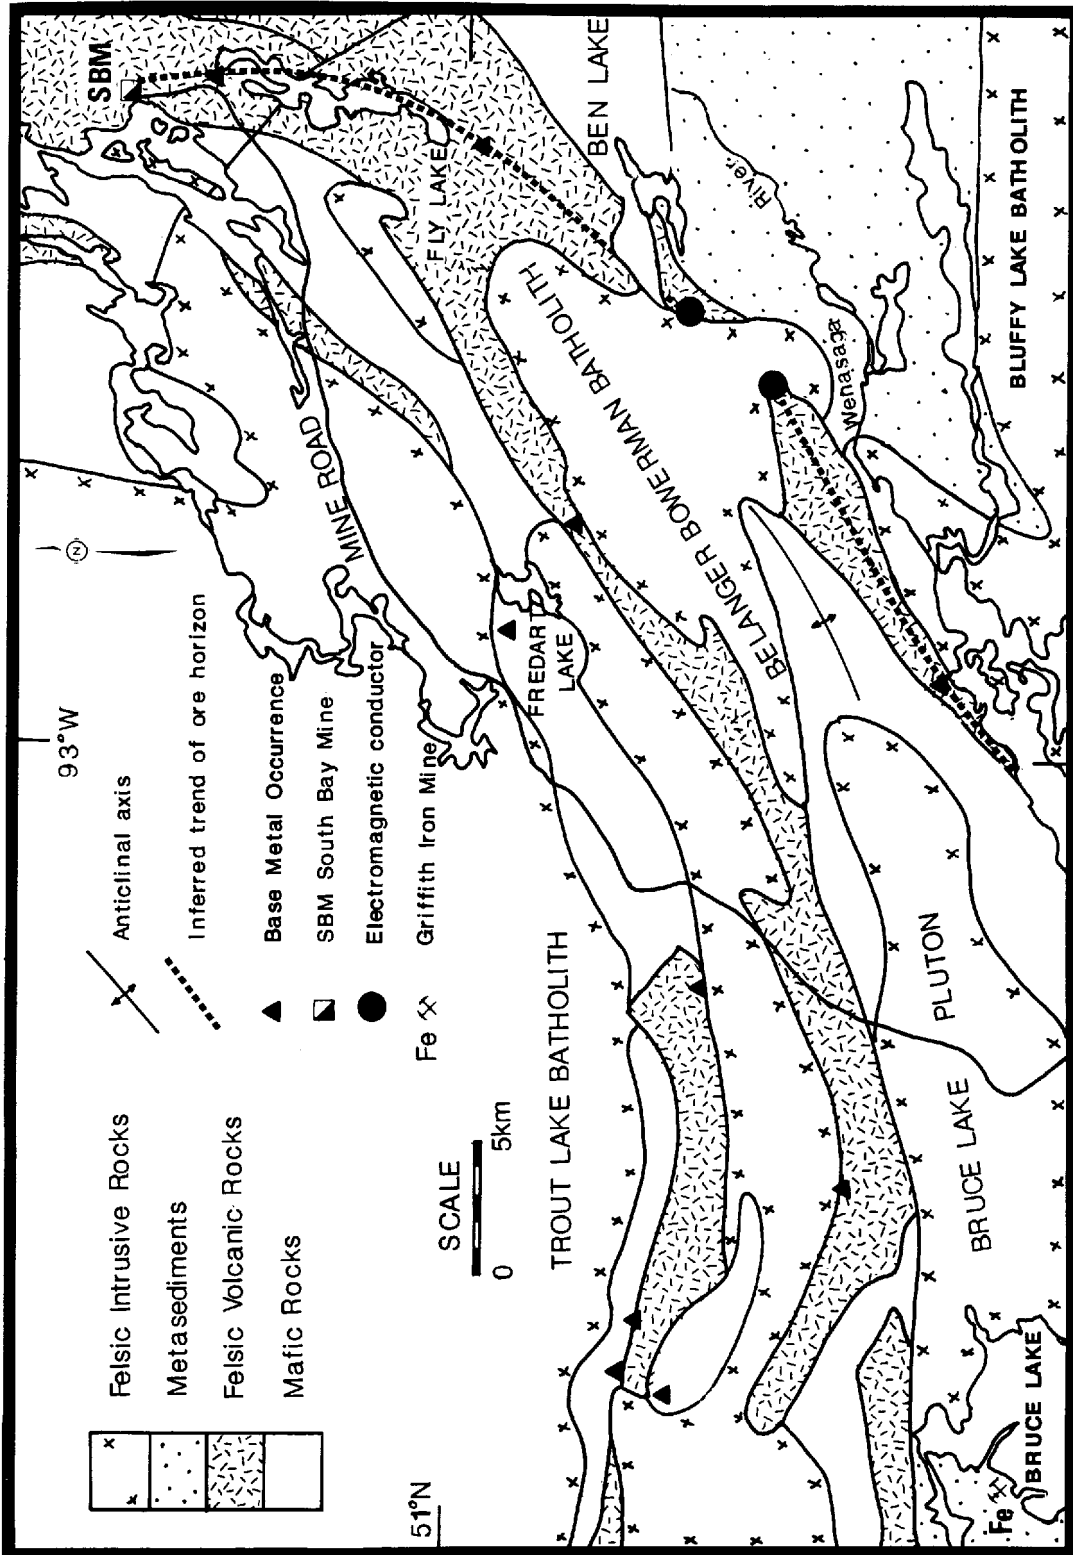 Felsic Intrusive Rocks
Metasediments
Felsic Volcanic Rocks
Mafic Rocks
Anticlinal axis
Inferred trend of ore horizon
Base Metal Occurrence
SBM South Bay Mine
Electromagnetic conductor
Fe Griffith Iron Mine
SCALE
0 5km
51°N
93°W
N
SBM
MINE ROAD
FLY LAKE
BEN LAKE
FREDART
LAKE
TROUT LAKE BATHOLITH
BELANGER BOWERMAN BATHOLITH
Wenasaga River
BLUFFY LAKE BATHOLITH
BRUCE LAKE PLUTON
Fe
BRUCE LAKE